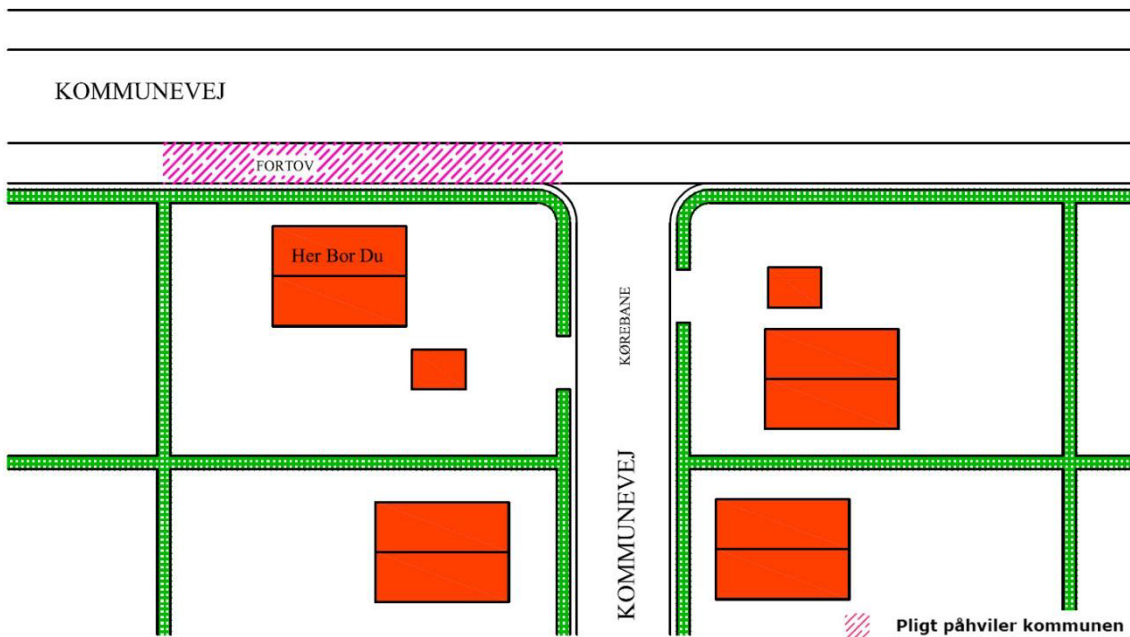 KOMMUNEVEJ
FORTOV
Her Bor Du
KØREBANE
KOMMUNEVEJ
Pligt påhviler kommunen